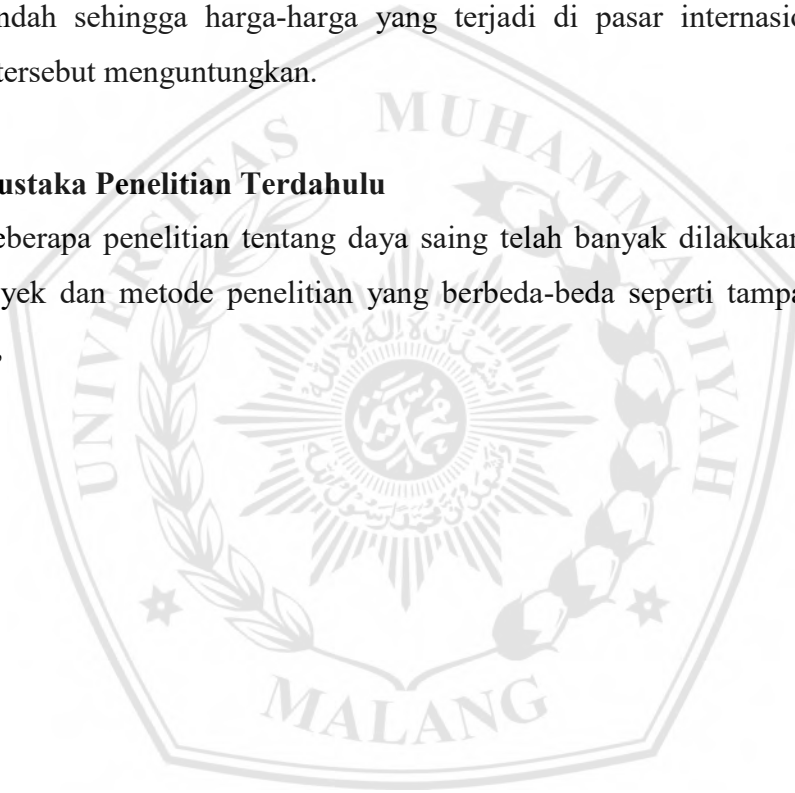 ndah sehingga harga-harga yang terjadi di pasar internasio
tersebut menguntungkan.
ustaka Penelitian Terdahulu
eberapa penelitian tentang daya saing telah banyak dilakukan
yek dan metode penelitian yang berbeda-beda seperti tampa
UNIVERSITAS MUHAMMADIYAH
MALANG